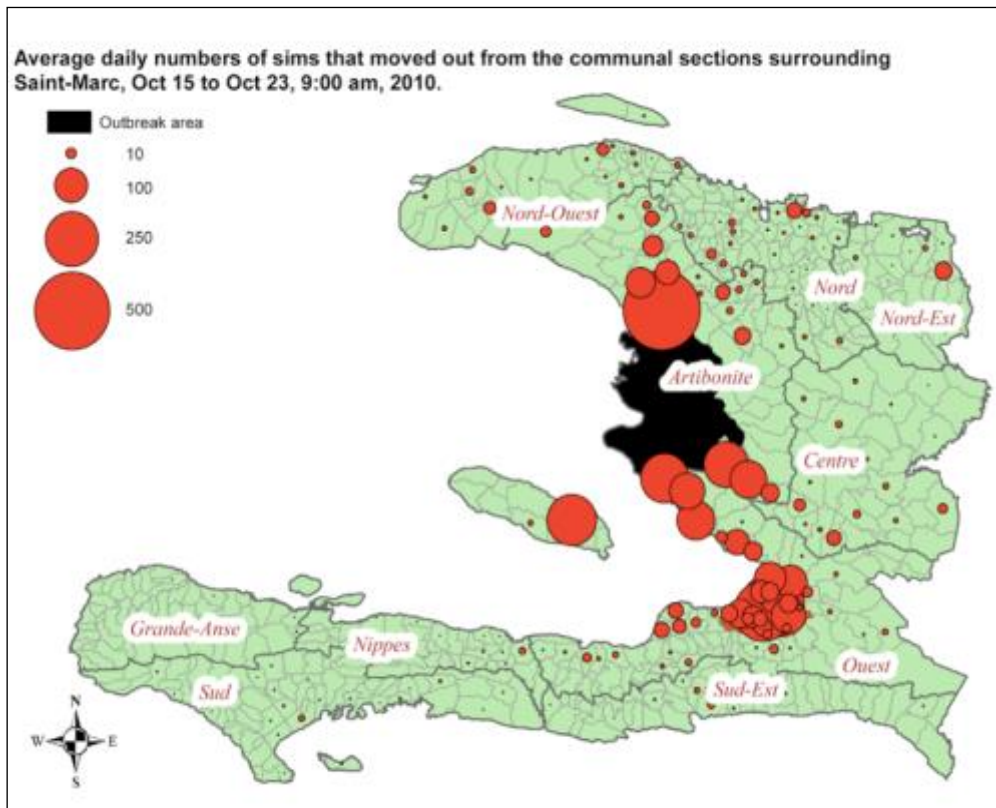 Average daily numbers of sims that moved out from the communal sections surrounding
Saint-Marc, Oct 15 to Oct 23, 9:00 am, 2010.
Outbreak area
10
100
250
500
Nord-Ouest
Nord
Nord-Est
Artibonite
Centre
Grande-Anse
Nippes
Ouest
Sud
Sud-Est
N
W E
S